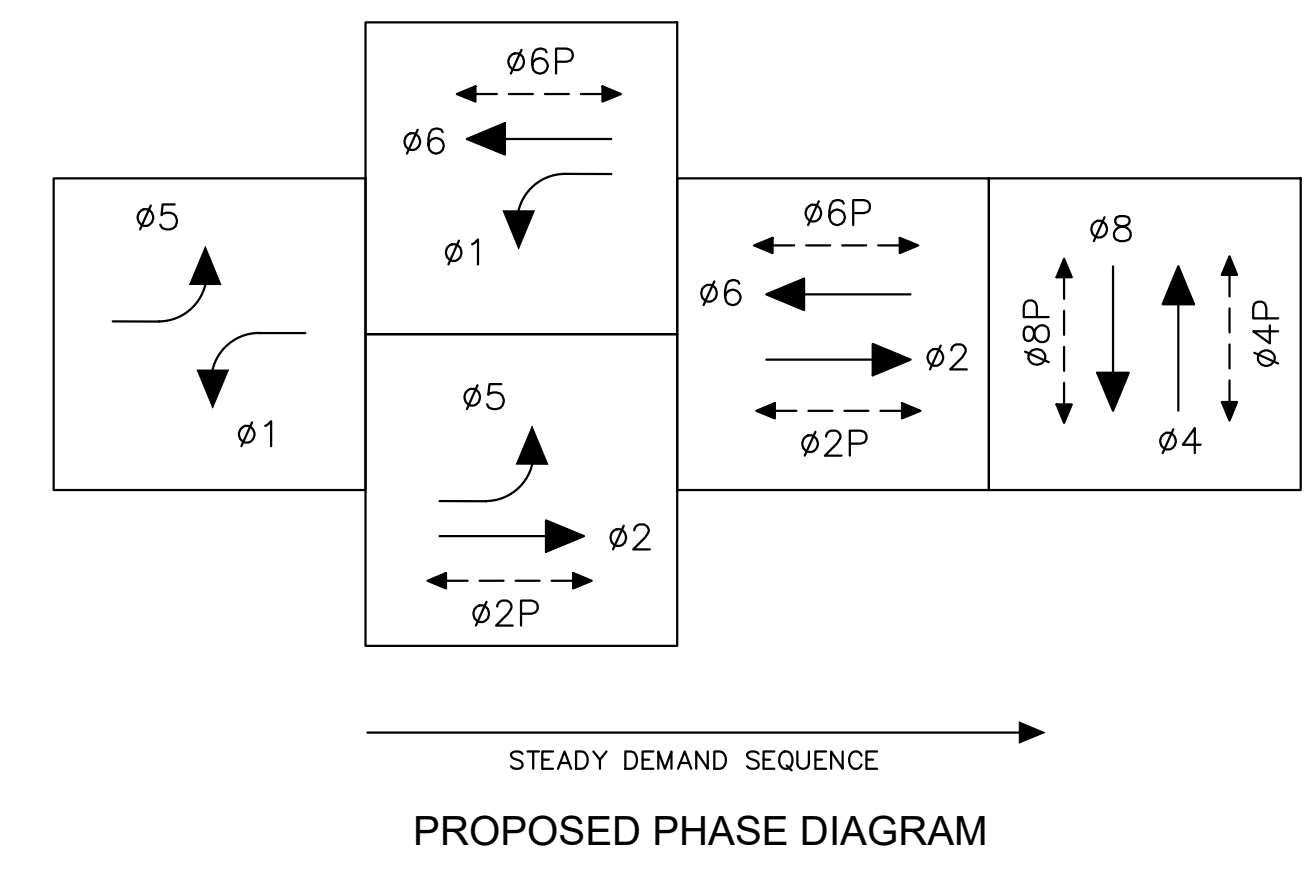 ø5
ø1
ø6P
ø6
ø1
ø5
ø2
ø2P
ø6P
ø6
ø2
ø2P
ø8
ø8P
ø4P
ø4
STEADY DEMAND SEQUENCE
PROPOSED PHASE DIAGRAM